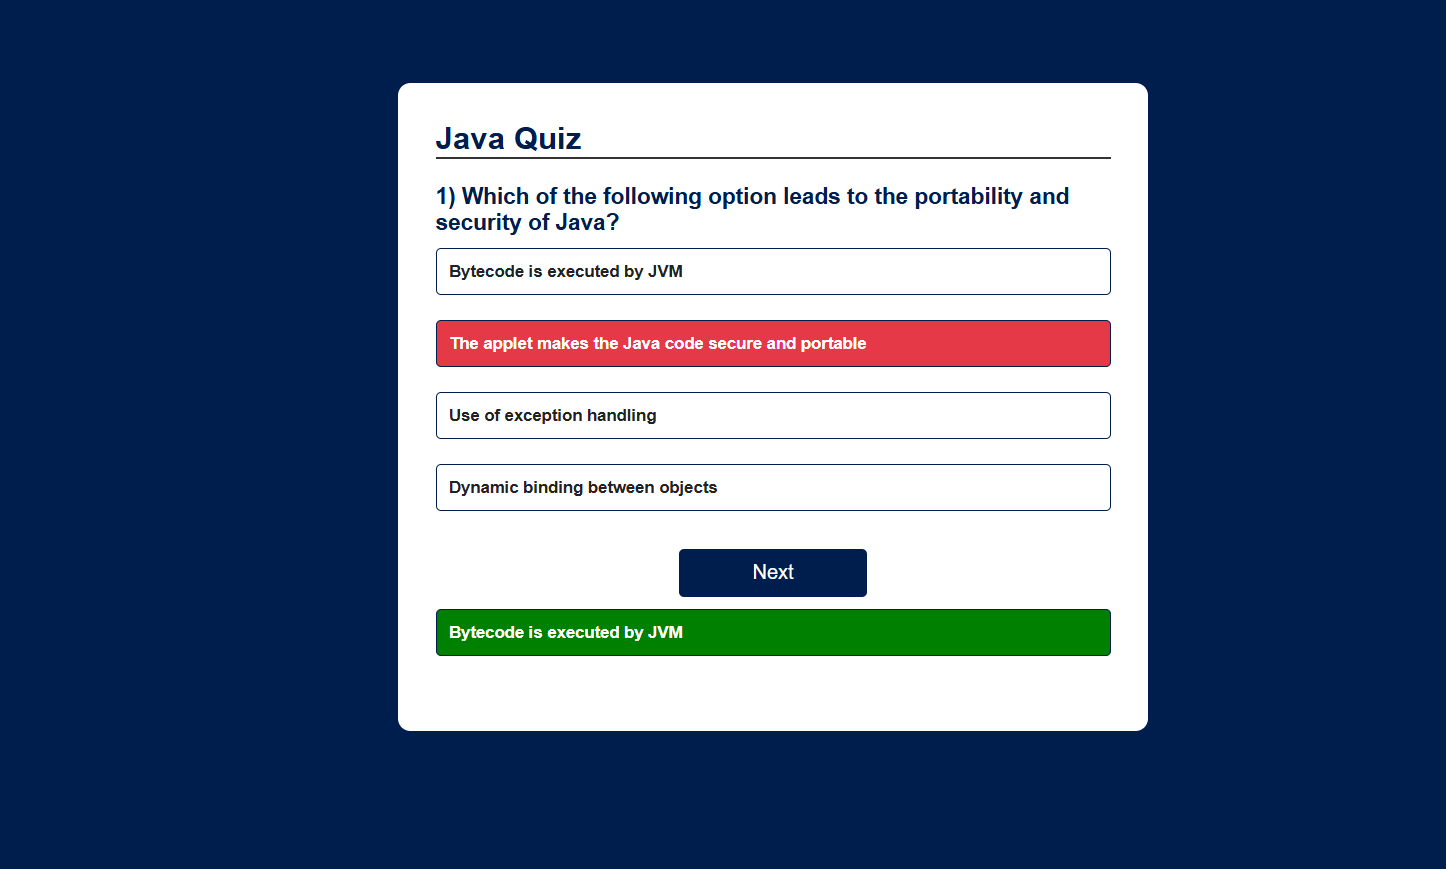 Java Quiz
1) Which of the following option leads to the portability and
security of Java?
Bytecode is executed by JVM
The applet makes the Java code secure and portable
Use of exception handling
Dynamic binding between objects
Next
Bytecode is executed by JVM